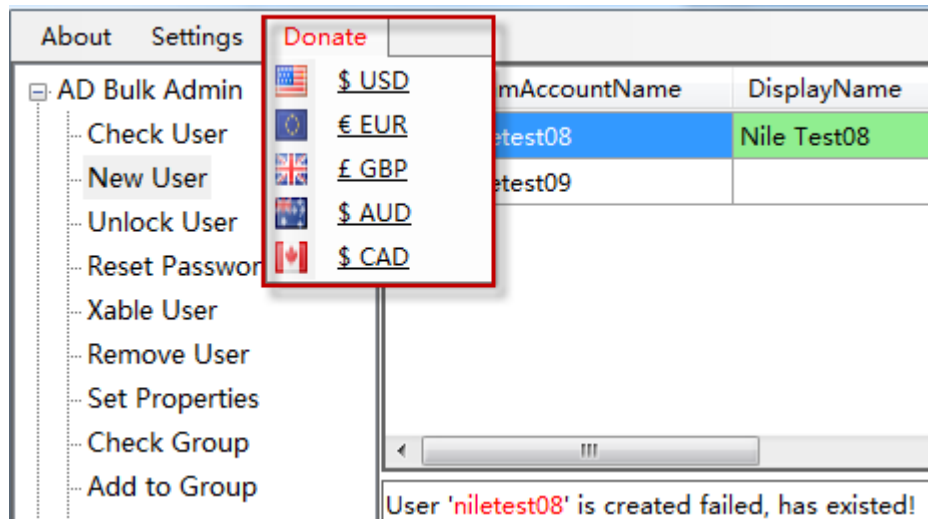 About Settings Donate
$ USD
€ EUR
£ GBP
$ AUD
$ CAD
AD Bulk Admin
Check User
New User
Unlock User
Reset Passwor
Xable User
Remove User
Set Properties
Check Group
Add to Group
mAccountName DisplayName
etest08 Nile Test08
etest09
User 'niletest08' is created failed, has existed!